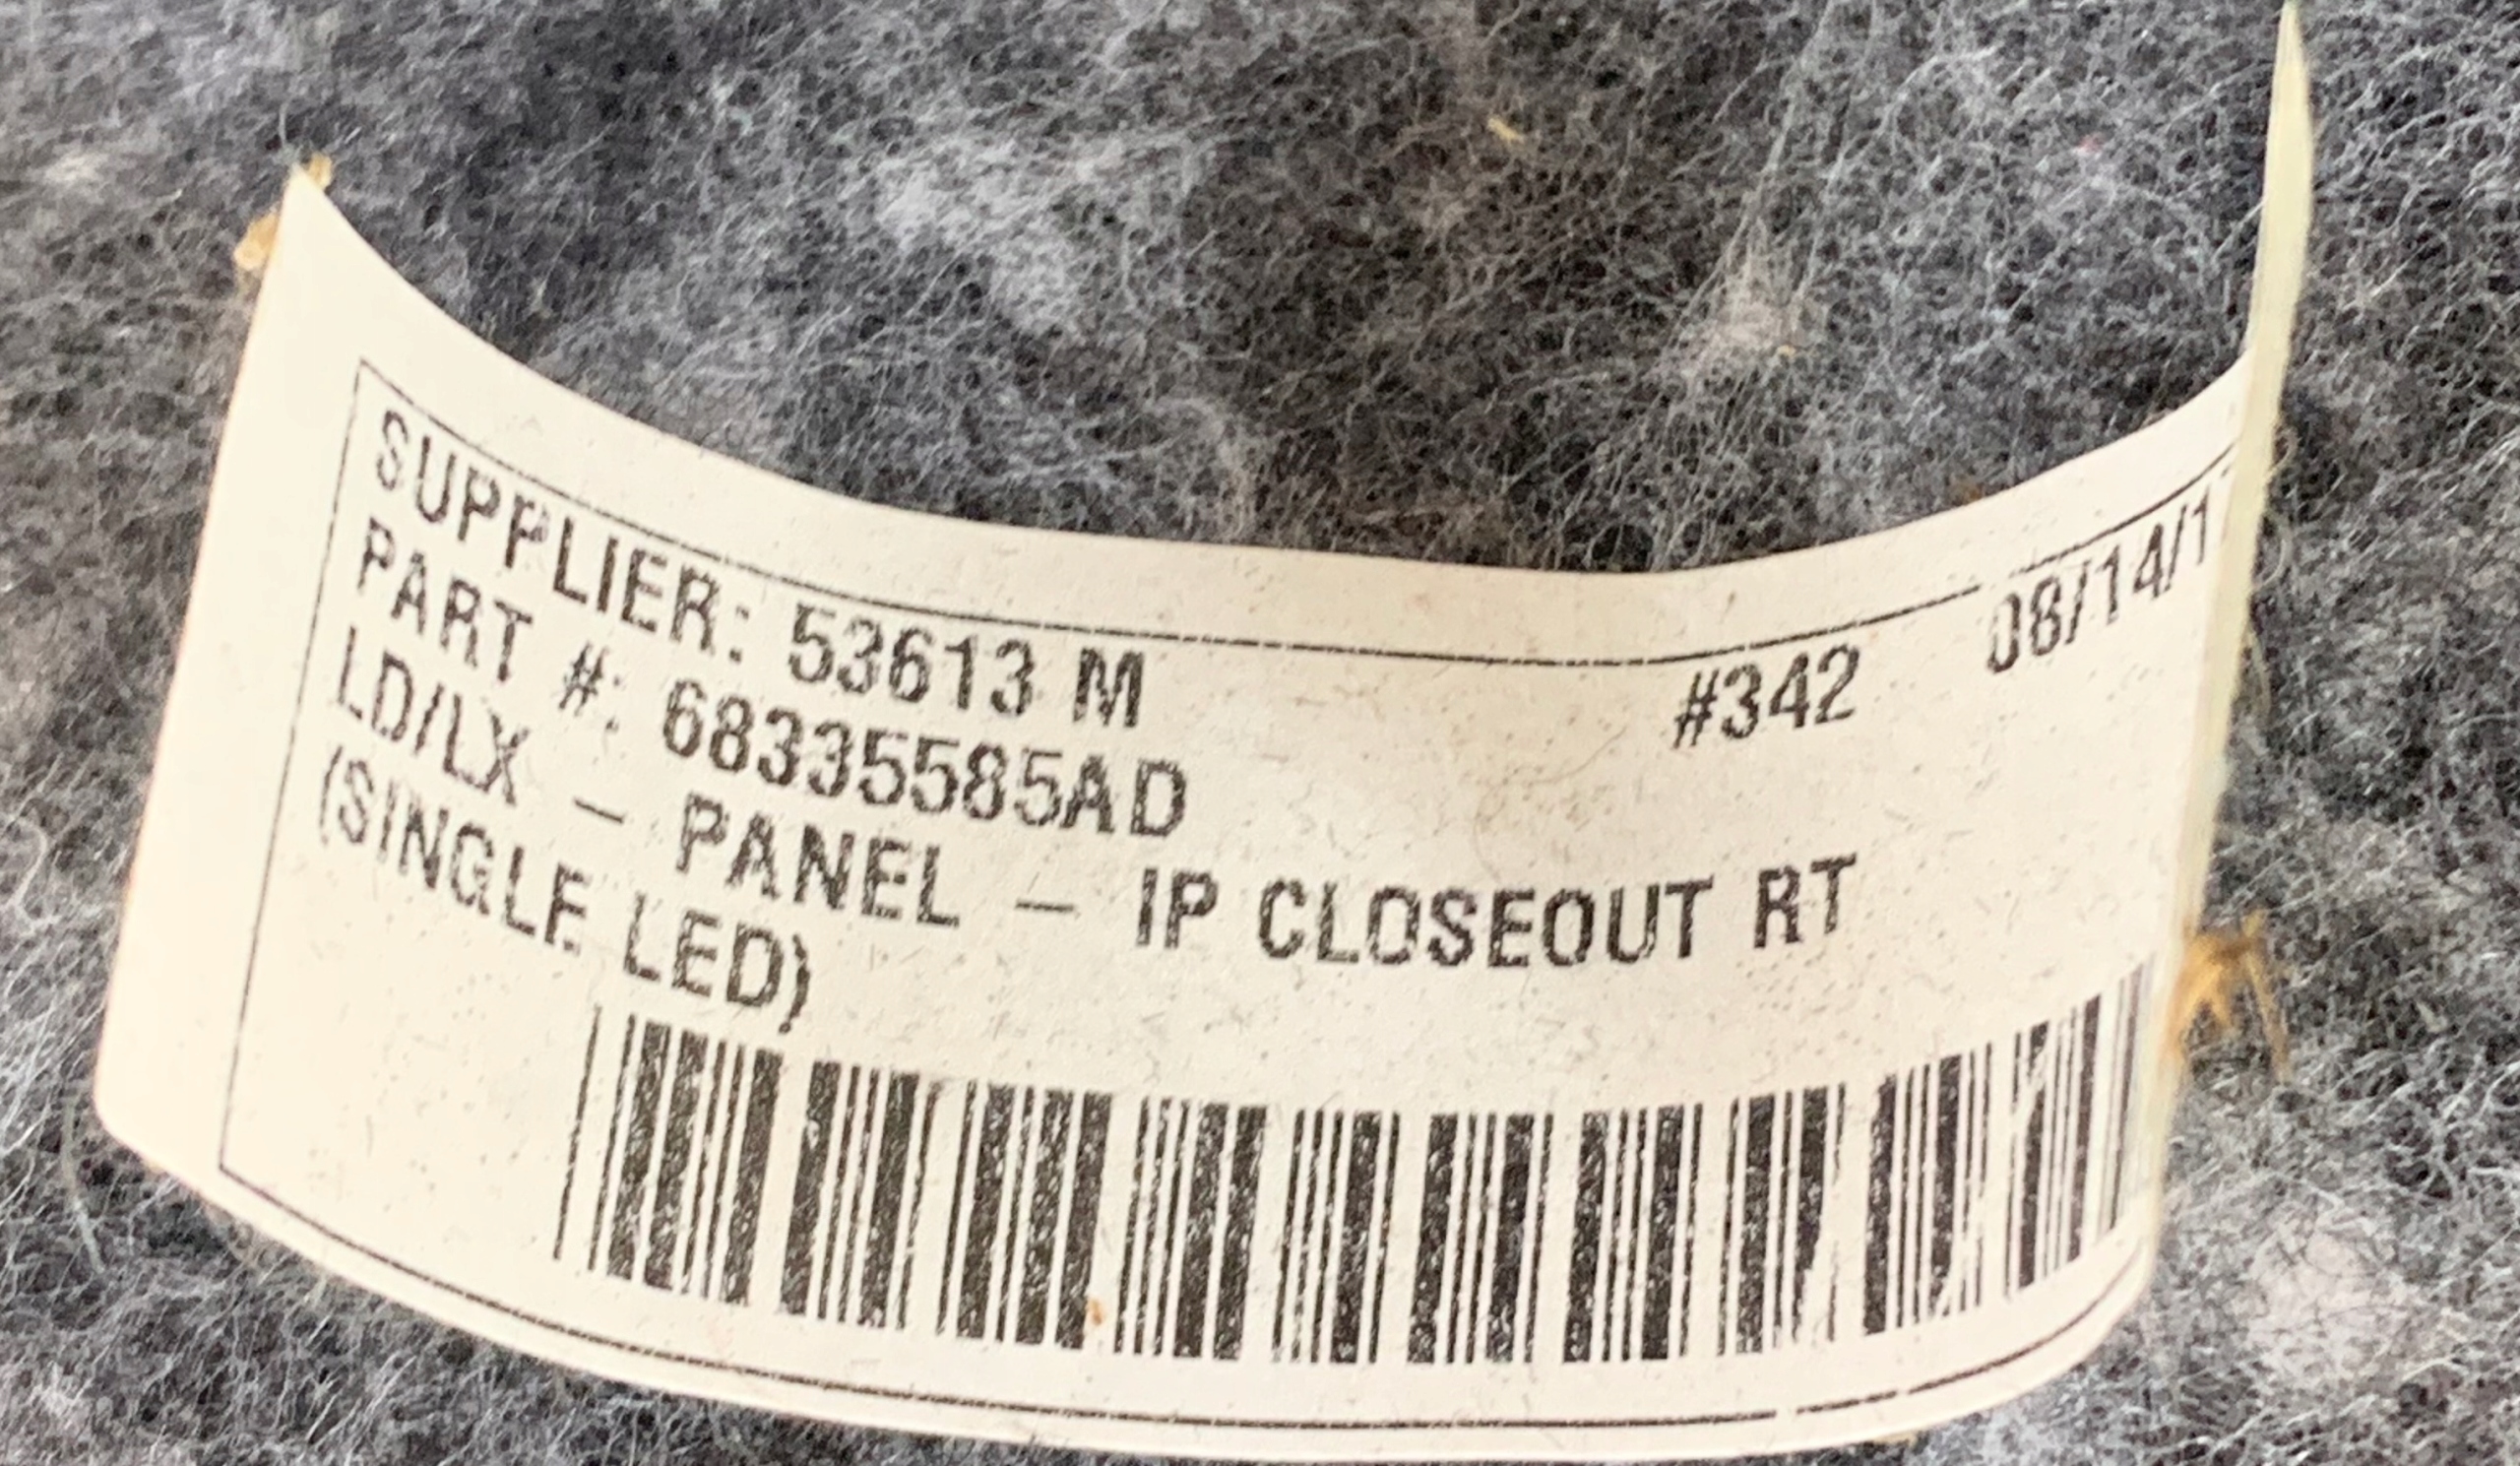 SUPPLIER: 53613 M #342
PART #: 68335585AD
LD/LX – PANEL – IP CLOSEOUT RT
(SINGLE LED)